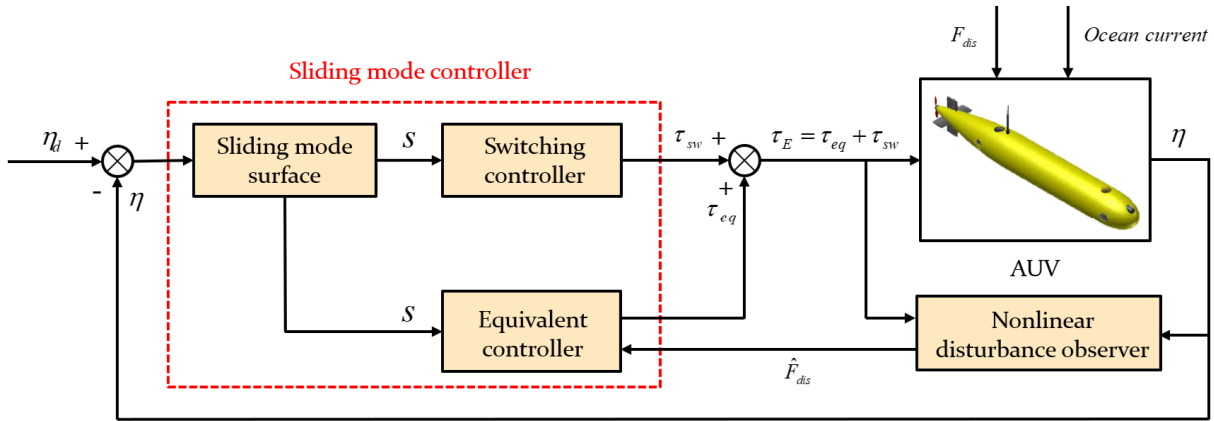 F_dis
Ocean current
Sliding mode controller
η_d +
-
η
Sliding mode
surface
S
Switching
controller
τ_sw +
+
τ_eq
τ_E = τ_eq + τ_sw
η
AUV
S
Equivalent
controller
F̂_dis
Nonlinear
disturbance observer